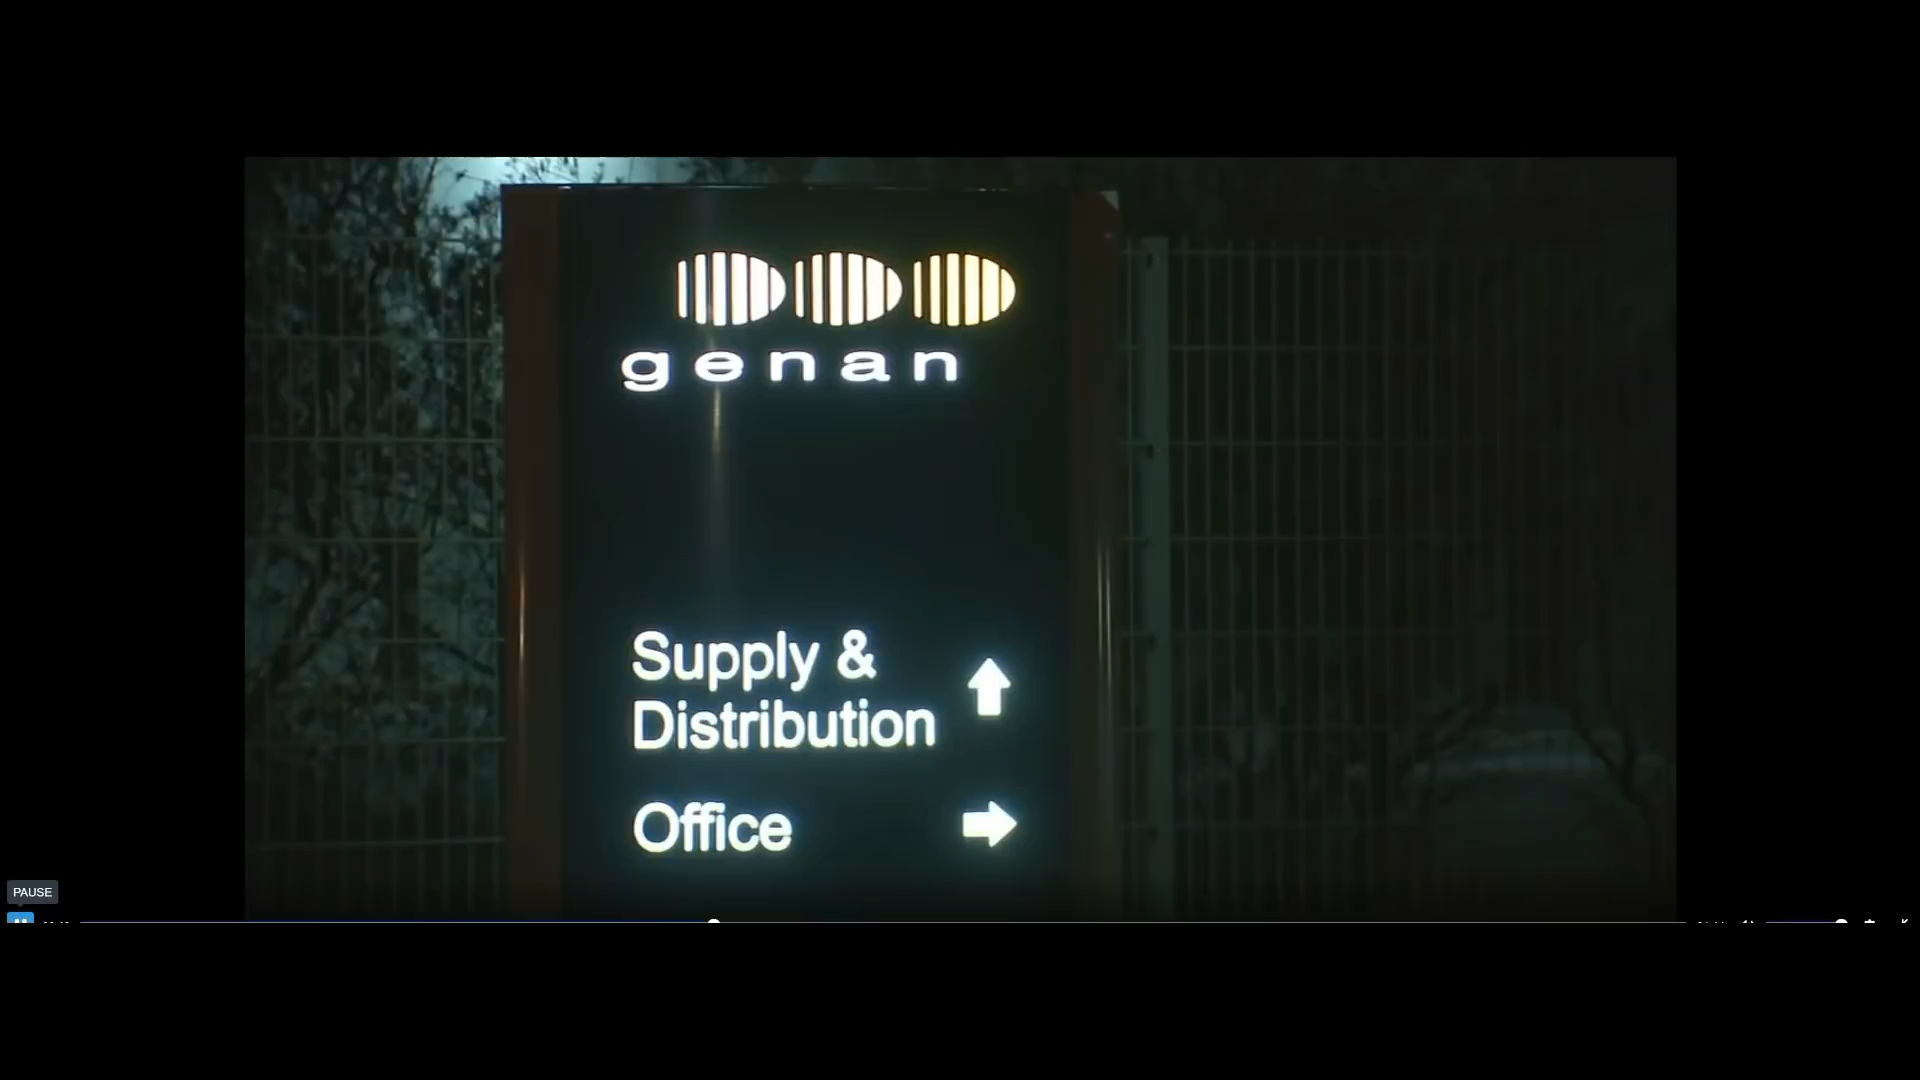 genan
Supply &
Distribution
Office
PAUSE